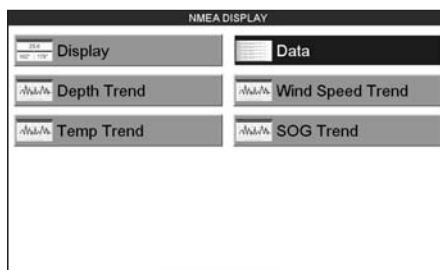 NMEA DISPLAY
Display
Data
Depth Trend
Wind Speed Trend
Temp Trend
SOG Trend